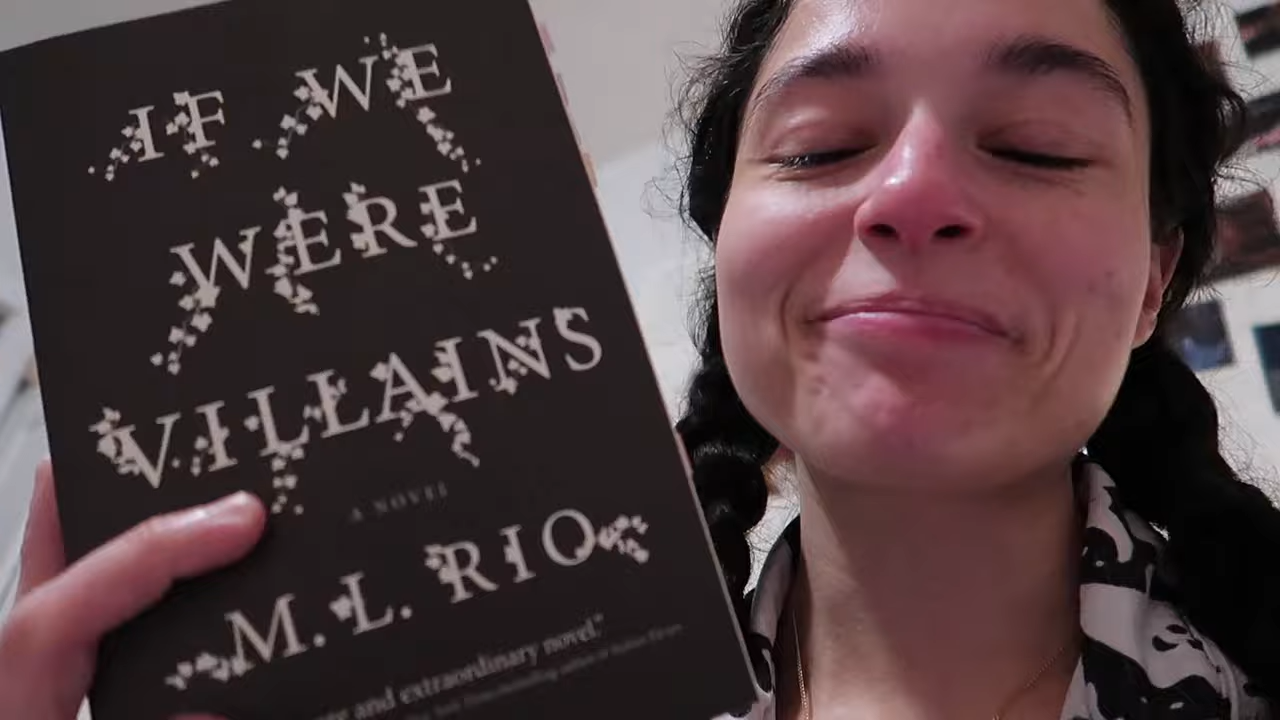 IF WE
WERE
VILLAINS
A NOVEL
M. L. RIO
and extraordinary novel."